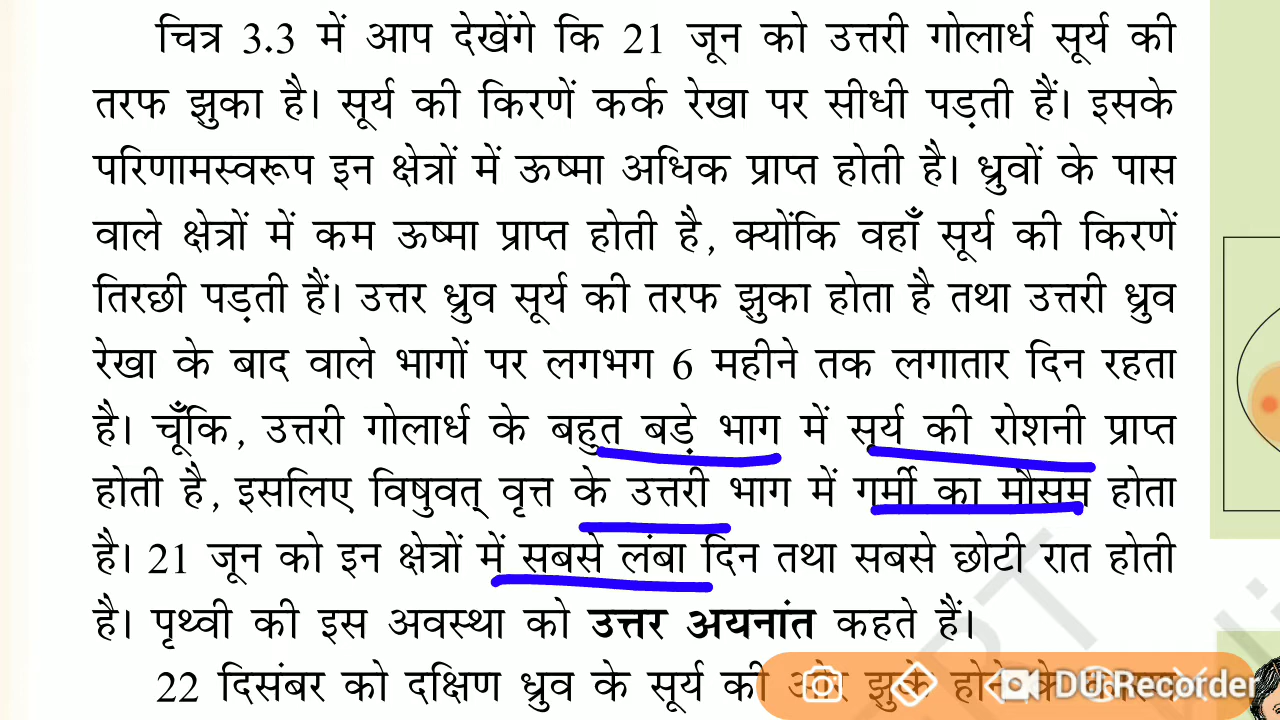 चित्र 3.3 में आप देखेंगे कि 21 जून को उत्तरी गोलार्ध सूर्य की
तरफ झुका है। सूर्य की किरणें कर्क रेखा पर सीधी पड़ती हैं। इसके
परिणामस्वरूप इन क्षेत्रों में ऊष्मा अधिक प्राप्त होती है। ध्रुवों के पास
वाले क्षेत्रों में कम ऊष्मा प्राप्त होती है, क्योंकि वहाँ सूर्य की किरणें
तिरछी पड़ती हैं। उत्तर ध्रुव सूर्य की तरफ झुका होता है तथा उत्तरी ध्रुव
रेखा के बाद वाले भागों पर लगभग 6 महीने तक लगातार दिन रहता
है। चूँकि, उत्तरी गोलार्ध के बहुत बड़े भाग में सूर्य की रोशनी प्राप्त
होती है, इसलिए विषुवत् वृत्त के उत्तरी भाग में गर्मी का मौसम होता
है। 21 जून को इन क्षेत्रों में सबसे लंबा दिन तथा सबसे छोटी रात होती
है। पृथ्वी की इस अवस्था को उत्तर अयनांत कहते हैं।
22 दिसंबर को दक्षिण ध्रुव के सूर्य की ओर झुके होने के
DU Recorder